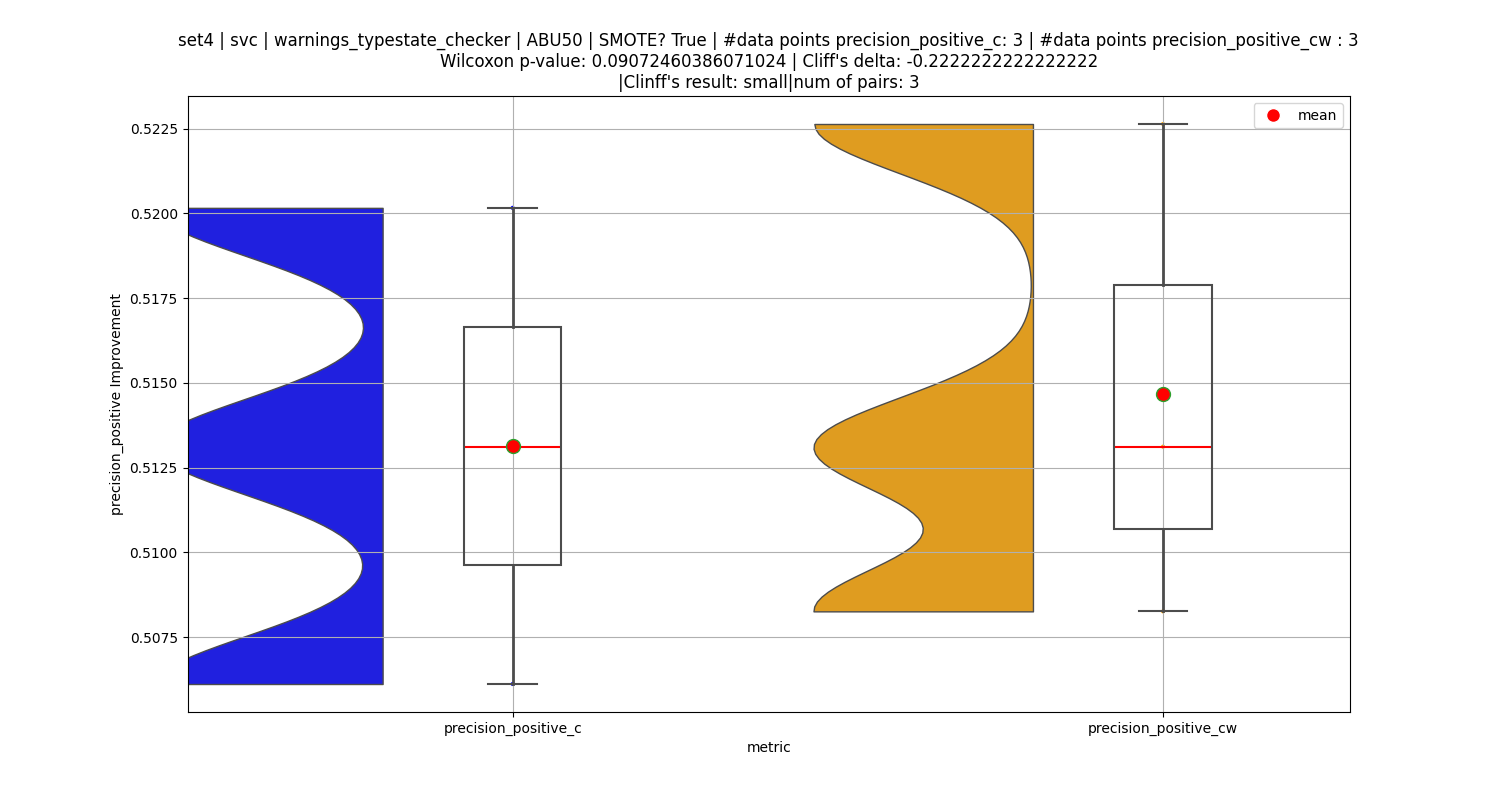 set4 | svc | warnings_typestate_checker | ABU50 | SMOTE? True | #data points precision_positive_c: 3 | #data points precision_positive_cw : 3
Wilcoxon p-value: 0.09072460386071024 | Cliff's delta: -0.2222222222222222
|Clinff's result: small|num of pairs: 3
mean
0.5225
0.5200
0.5175
0.5150
0.5125
0.5100
0.5075
precision_positive Improvement
precision_positive_c
precision_positive_cw
metric